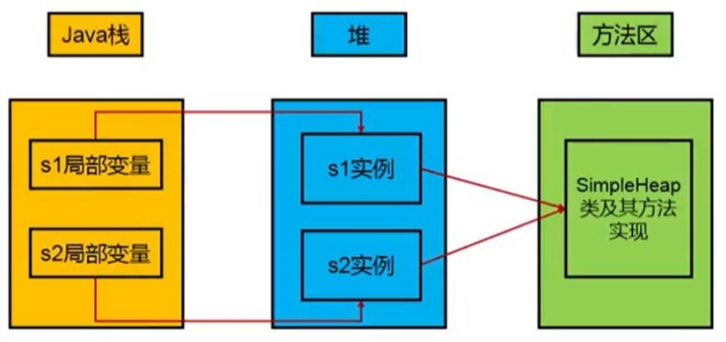 Java栈
堆
方法区
s1局部变量
s2局部变量
s1实例
s2实例
SimpleHeap
类及其方法
实现